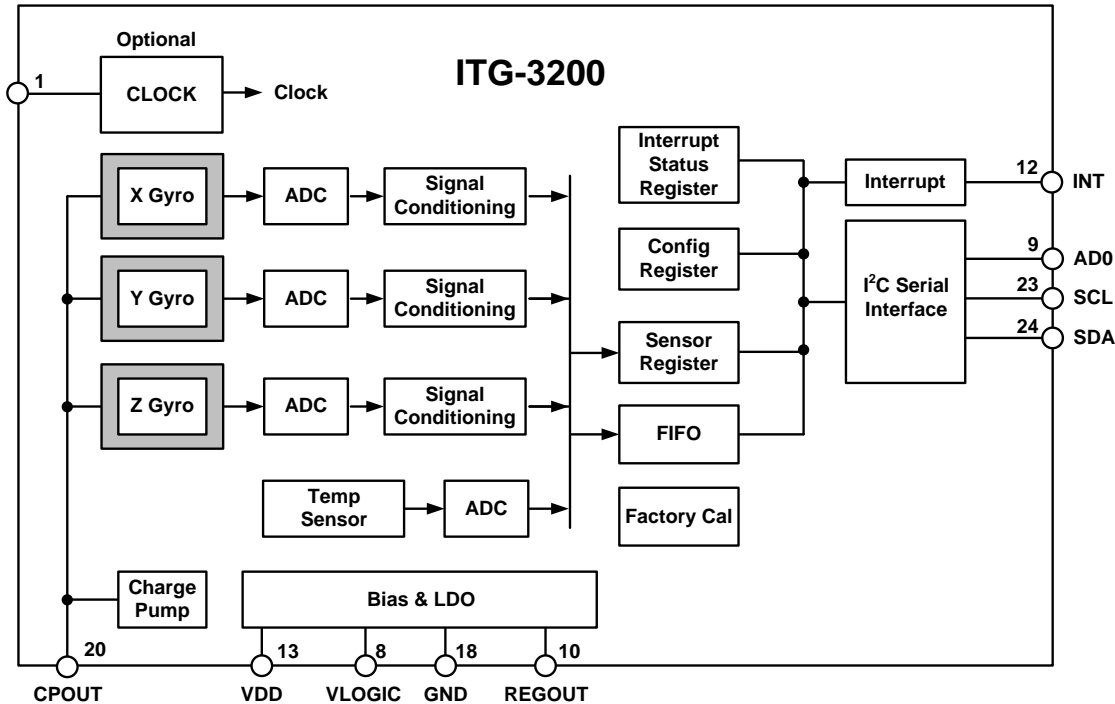 Optional
ITG-3200
1
CLOCK
Clock
X Gyro
ADC
Signal
Conditioning
Interrupt
Status
Register
Interrupt
12
INT
Y Gyro
ADC
Signal
Conditioning
Config
Register
I²C Serial
Interface
9
AD0
23
SCL
24
SDA
Z Gyro
ADC
Signal
Conditioning
Sensor
Register
FIFO
Temp
Sensor
ADC
Factory Cal
Charge
Pump
Bias & LDO
20
13
8
18
10
CPOUT
VDD
VLOGIC
GND
REGOUT